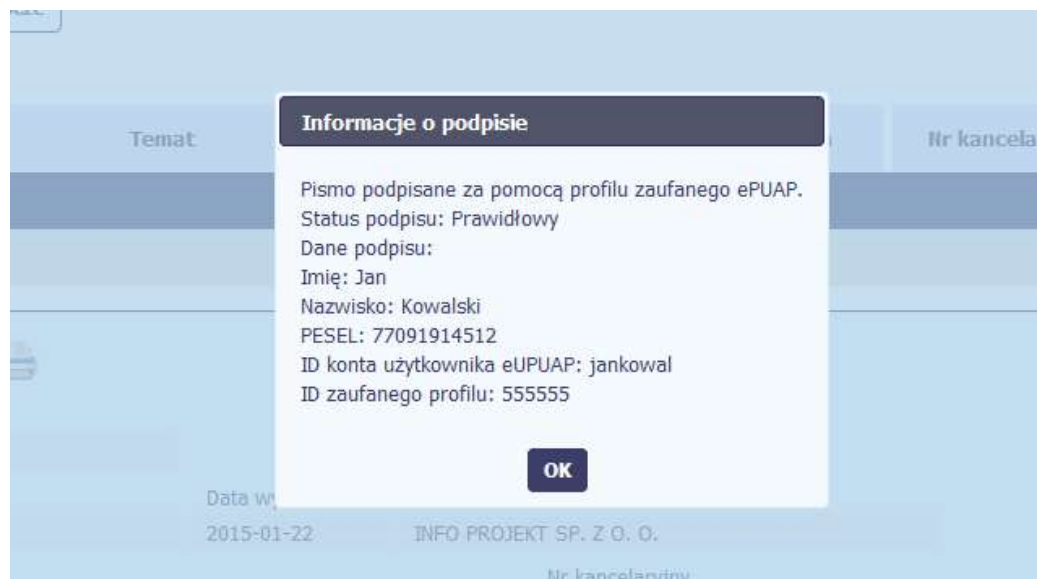 Temat
Nr kancela
Informacje o podpisie
Pismo podpisane za pomocą profilu zaufanego ePUAP.
Status podpisu: Prawidłowy
Dane podpisu:
Imię: Jan
Nazwisko: Kowalski
PESEL: 77091914512
ID konta użytkownika eUPUAP: jankowal
ID zaufanego profilu: 555555
OK
Data wy
2015-01-22 INFO PROJEKT SP. Z O. O.
Nr kancelaryjny